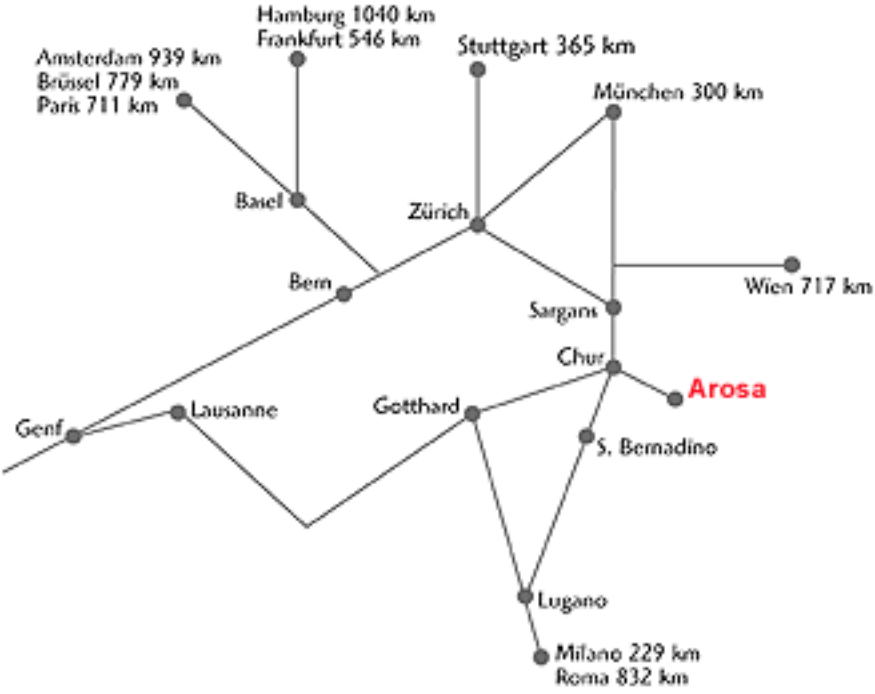 Hamburg 1040 km
Frankfurt 546 km
Stuttgart 365 km
Amsterdam 939 km
Brüssel 779 km
Paris 711 km
München 300 km
Basel
Zürich
Bern
Wien 717 km
Sargans
Chur
Arosa
Genf
Lausanne
Gotthard
S. Bernadino
Lugano
Milano 229 km
Roma 832 km